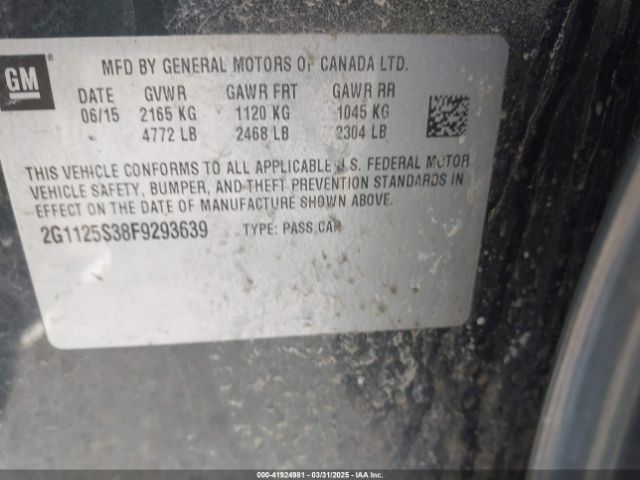 GM
MFD BY GENERAL MOTORS OF CANADA LTD.
DATE GVWR GAWR FRT GAWR RR
06/15 2165 KG 1120 KG 1045 KG
4772 LB 2468 LB 2304 LB
THIS VEHICLE CONFORMS TO ALL APPLICABLE U.S. FEDERAL MOTOR
VEHICLE SAFETY, BUMPER, AND THEFT PREVENTION STANDARDS IN
EFFECT ON THE DATE OF MANUFACTURE SHOWN ABOVE.
2G1125S38F9293639 TYPE: PASS CAR
000-41924981 - 03/31/2025 - IAA Inc.